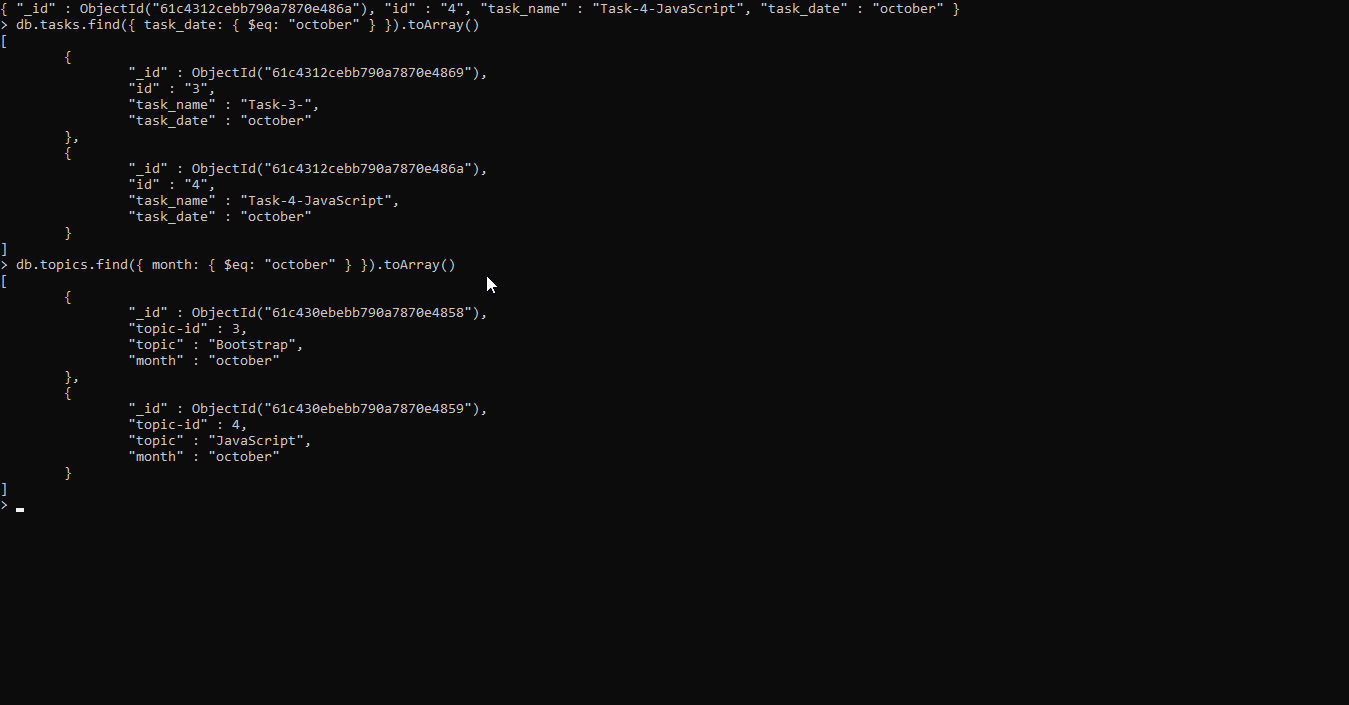 { "_id" : ObjectId("61c4312cebb790a7870e486a"), "id" : "4", "task_name" : "Task-4-JavaScript", "task_date" : "october" }
> db.tasks.find({ task_date: { $eq: "october" } }).toArray()
[
        {
                "_id" : ObjectId("61c4312cebb790a7870e4869"),
                "id" : "3",
                "task_name" : "Task-3-",
                "task_date" : "october"
        },
        {
                "_id" : ObjectId("61c4312cebb790a7870e486a"),
                "id" : "4",
                "task_name" : "Task-4-JavaScript",
                "task_date" : "october"
        }
]
> db.topics.find({ month: { $eq: "october" } }).toArray()
[
        {
                "_id" : ObjectId("61c430ebebb790a7870e4858"),
                "topic-id" : 3,
                "topic" : "Bootstrap",
                "month" : "october"
        },
        {
                "_id" : ObjectId("61c430ebebb790a7870e4859"),
                "topic-id" : 4,
                "topic" : "JavaScript",
                "month" : "october"
        }
]
>